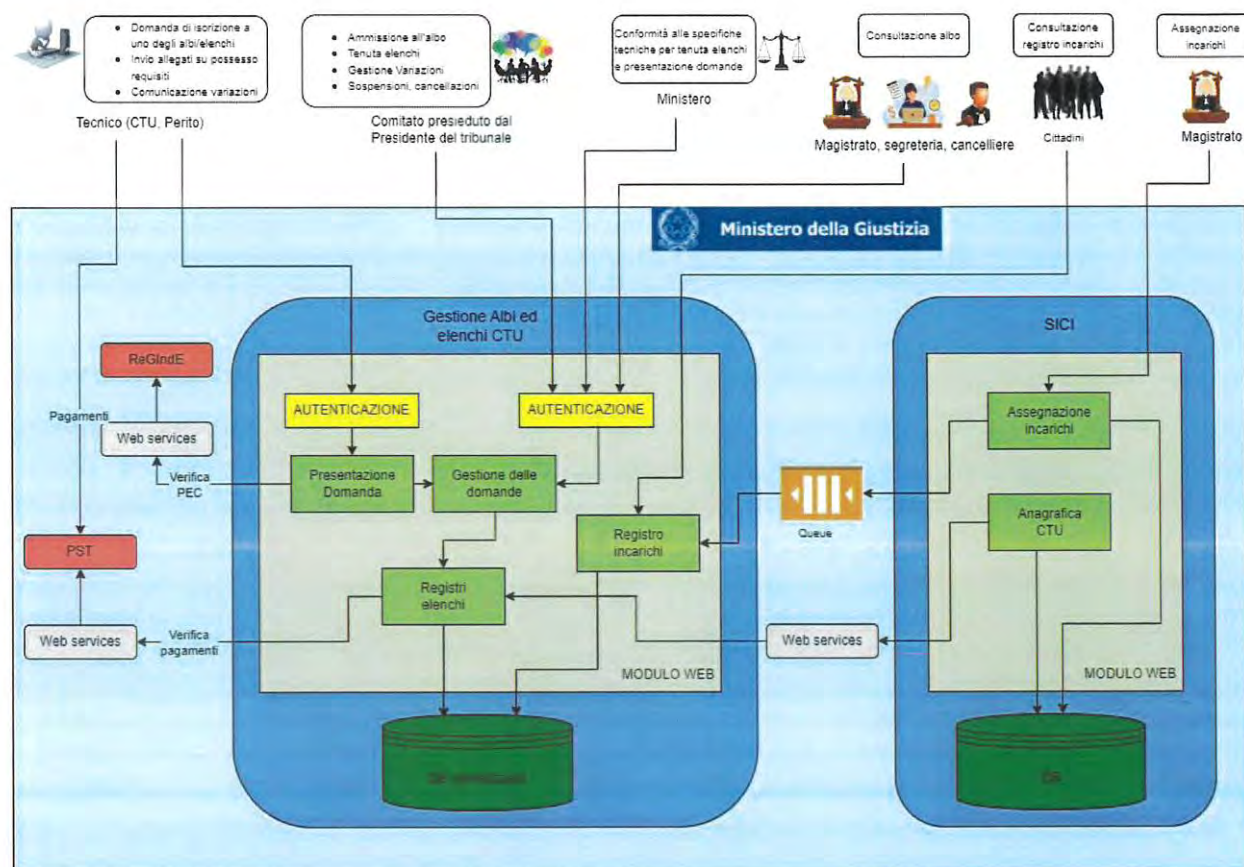 Domanda di iscrizione a
uno degli albi/elenchi
Invio allegati su possesso
requisiti
Comunicazione variazioni
Tecnico (CTU, Perito)
Ammissione all'albo
Tenuta elenchi
Gestione Variazioni
Sospensioni, cancellazioni
Comitato presieduto dal
Presidente del tribunale
Conformità alle specifiche
tecniche per tenuta elenchi
e presentazione domande
Ministero
Consultazione albo
Magistrato, segreteria, cancelliere
Consultazione
registro incarichi
Cittadini
Assegnazione
incarichi
Magistrato
Ministero della Giustizia
Gestione Albi ed
elenchi CTU
SICI
ReGIndE
Pagamenti
Web services
Verifica
PEC
AUTENTICAZIONE
AUTENTICAZIONE
Presentazione
Domanda
Gestione delle
domande
Registro
incarichi
Registri
elenchi
PST
Web services
Verifica
pagamenti
MODULO WEB
Queue
Web services
Assegnazione
incarichi
Anagrafica
CTU
MODULO WEB